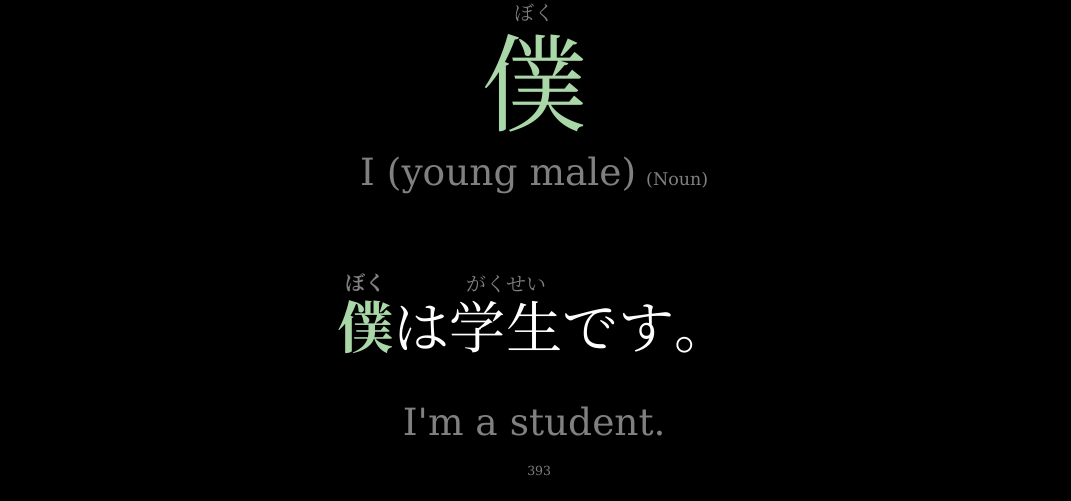 ぼく
僕
I (young male) (Noun)
ぼく がくせい
僕は学生です。
I'm a student.
393